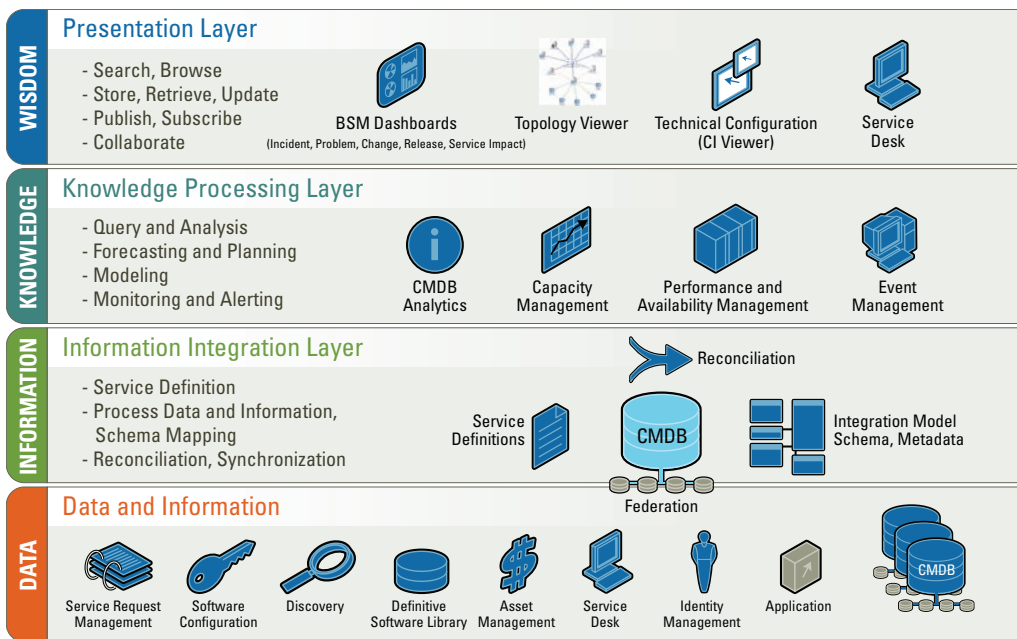 WISDOM
Presentation Layer
- Search, Browse
- Store, Retrieve, Update
- Publish, Subscribe
- Collaborate
BSM Dashboards
(Incident, Problem, Change, Release, Service Impact)
Topology Viewer
Technical Configuration
(CI Viewer)
Service
Desk
KNOWLEDGE
Knowledge Processing Layer
- Query and Analysis
- Forecasting and Planning
- Modeling
- Monitoring and Alerting
CMDB
Analytics
Capacity
Management
Performance and
Availability Management
Event
Management
INFORMATION
Information Integration Layer
- Service Definition
- Process Data and Information,
Schema Mapping
- Reconciliation, Synchronization
Reconciliation
Service
Definitions
CMDB
Integration Model
Schema, Metadata
Federation
DATA
Data and Information
Service Request
Management
Software
Configuration
Discovery
Definitive
Software Library
Asset
Management
Service
Desk
Identity
Management
Application
CMDB